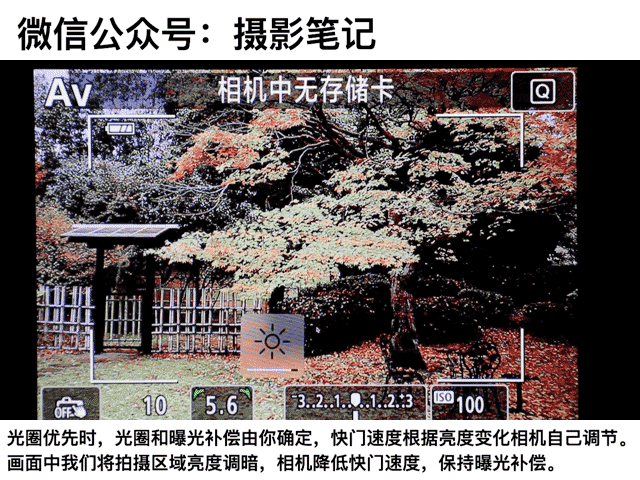 微信公众号：摄影笔记
Av 相机中无存储卡 Q
OFF 10 5.6 3..2..1..0..1..2..3 ISO 100
光圈优先时，光圈和曝光补偿由你确定，快门速度根据亮度变化相机自己调节。
画面中我们将拍摄区域亮度调暗，相机降低快门速度，保持曝光补偿。